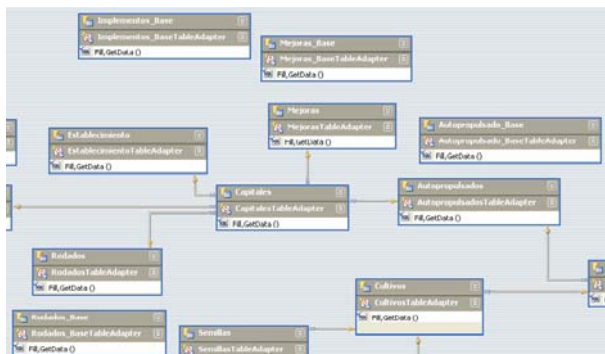 Implementos_Base
Implementos_BaseTableAdapter
Fill,GetData ()
Mejoras_Base
Mejoras_BaseTableAdapter
Fill,GetData ()
Mejoras
MejorasTableAdapter
Fill,GetData ()
Establecimiento
EstablecimientoTableAdapter
Fill,GetData ()
Autopropulsado_Base
Autopropulsado_BaseTableAdapter
Fill,GetData ()
Capitales
CapitalesTableAdapter
Fill,GetData ()
Autopropulsados
AutopropulsadosTableAdapter
Fill,GetData ()
Rodados
RodadosTableAdapter
Fill,GetData ()
Cultivos
CultivosTableAdapter
Fill,GetData ()
Rodados_Base
Rodados_BaseTableAdapter
Fill,GetData ()
Semillas
SemillasTableAdapter